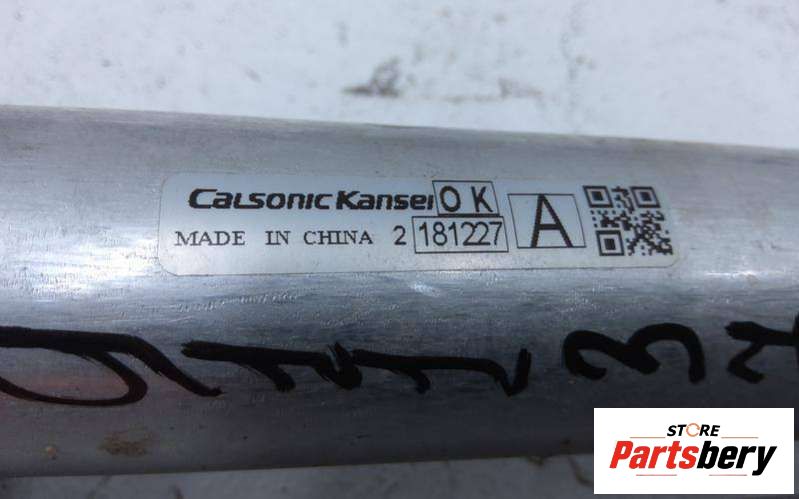 CalsonicKansei OK
MADE IN CHINA 2 181227 A
STORE
Partsbery